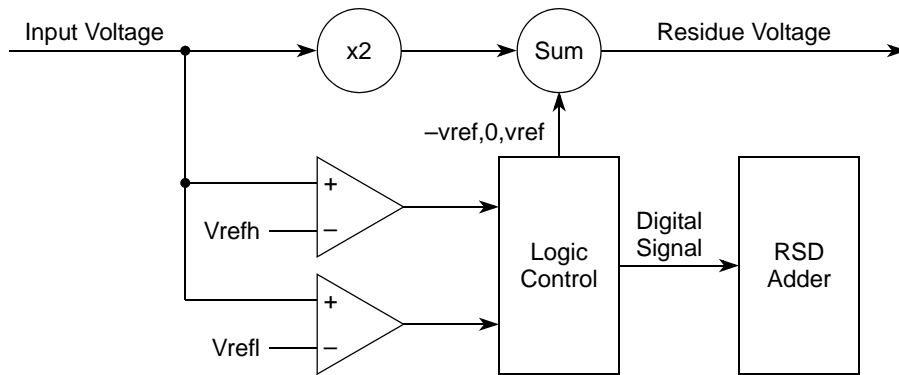 Input Voltage
x2
Sum
Residue Voltage
–vref,0,vref
+
Vrefh –
Logic
Control
Digital
Signal
RSD
Adder
+
Vrefl –